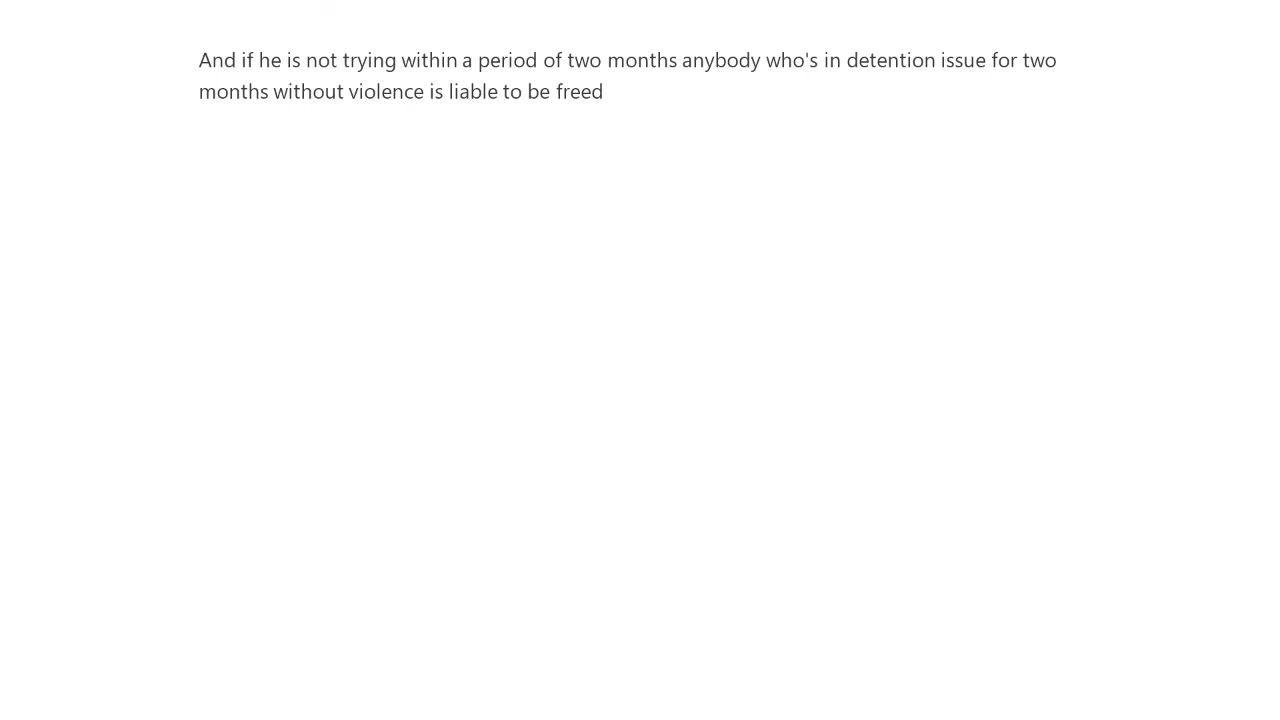 And if he is not trying within a period of two months anybody who's in detention issue for two
months without violence is liable to be freed